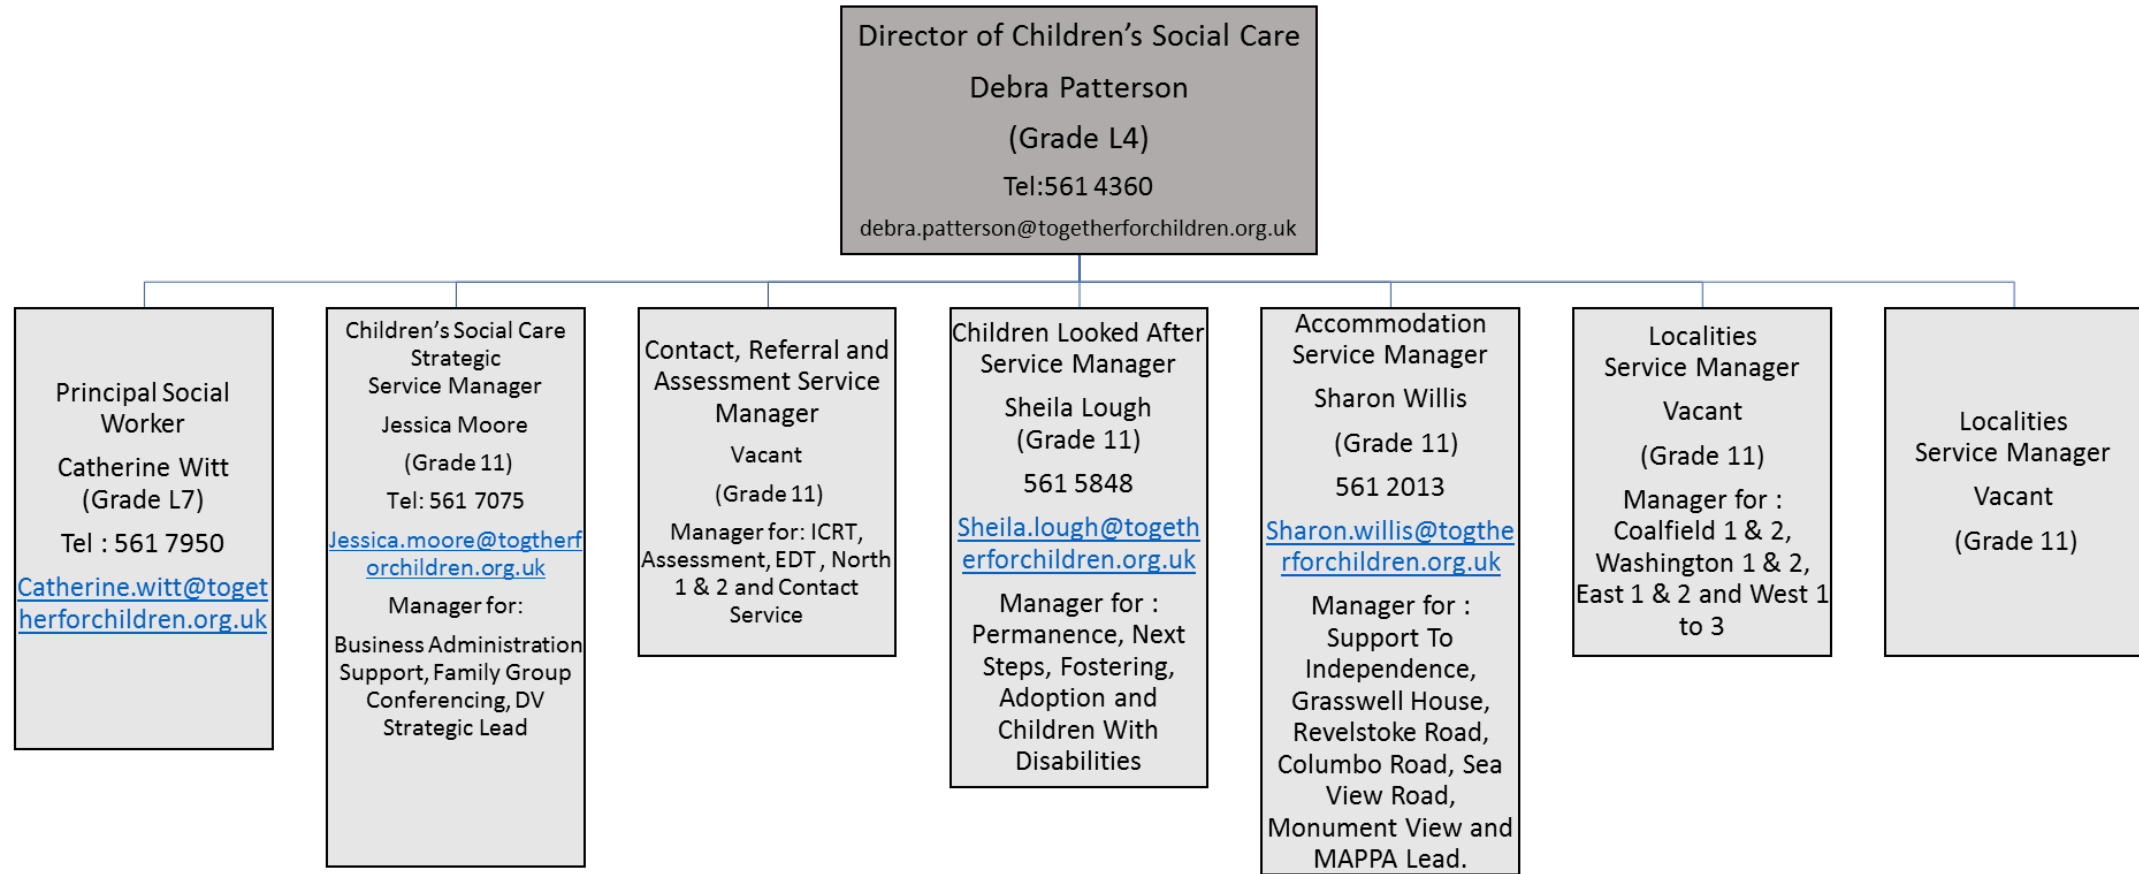 Director of Children’s Social Care
Debra Patterson
(Grade L4)
Tel:561 4360
debra.patterson@togetherforchildren.org.uk
Principal Social
Worker
Catherine Witt
(Grade L7)
Tel : 561 7950
Catherine.witt@toget
herforchildren.org.uk
Children’s Social Care
Strategic
Service Manager
Jessica Moore
(Grade 11)
Tel: 561 7075
Jessica.moore@togtherf
orchildren.org.uk
Manager for:
Business Administration
Support, Family Group
Conferencing, DV
Strategic Lead
Contact, Referral and
Assessment Service
Manager
Vacant
(Grade 11)
Manager for: ICRT,
Assessment, EDT , North
1 & 2 and Contact
Service
Children Looked After
Service Manager
Sheila Lough
(Grade 11)
561 5848
Sheila.lough@togeth
erforchildren.org.uk
Manager for :
Permanence, Next
Steps, Fostering,
Adoption and
Children With
Disabilities
Accommodation
Service Manager
Sharon Willis
(Grade 11)
561 2013
Sharon.willis@togthe
rforchildren.org.uk
Manager for :
Support To
Independence,
Grasswell House,
Revelstoke Road,
Columbo Road, Sea
View Road,
Monument View and
MAPPA Lead.
Localities
Service Manager
Vacant
(Grade 11)
Manager for :
Coalfield 1 & 2,
Washington 1 & 2,
East 1 & 2 and West 1
to 3
Localities
Service Manager
Vacant
(Grade 11)